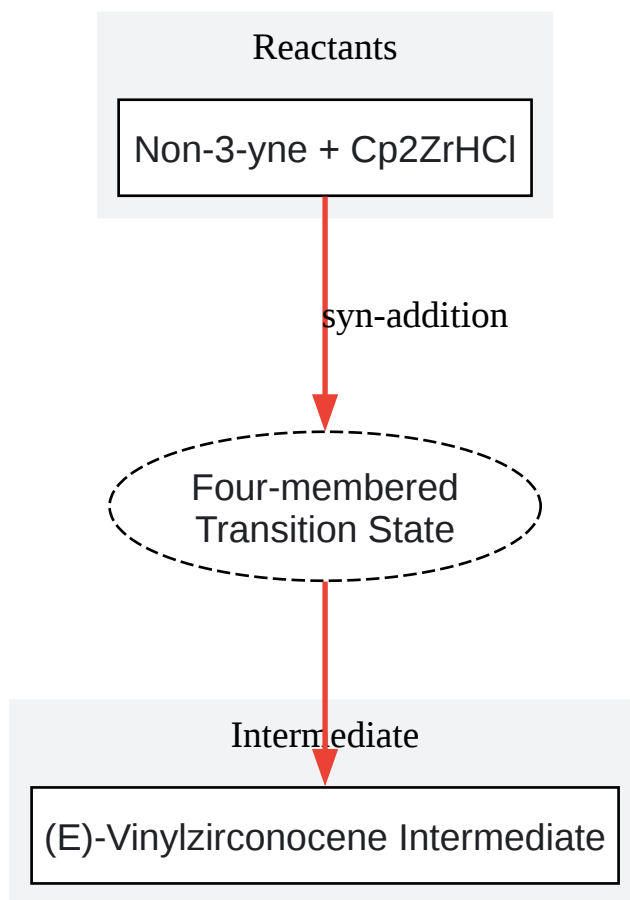 Reactants
Non-3-yne + Cp2ZrHCl
syn-addition
Four-membered
Transition State
Intermediate
(E)-Vinylzirconocene Intermediate